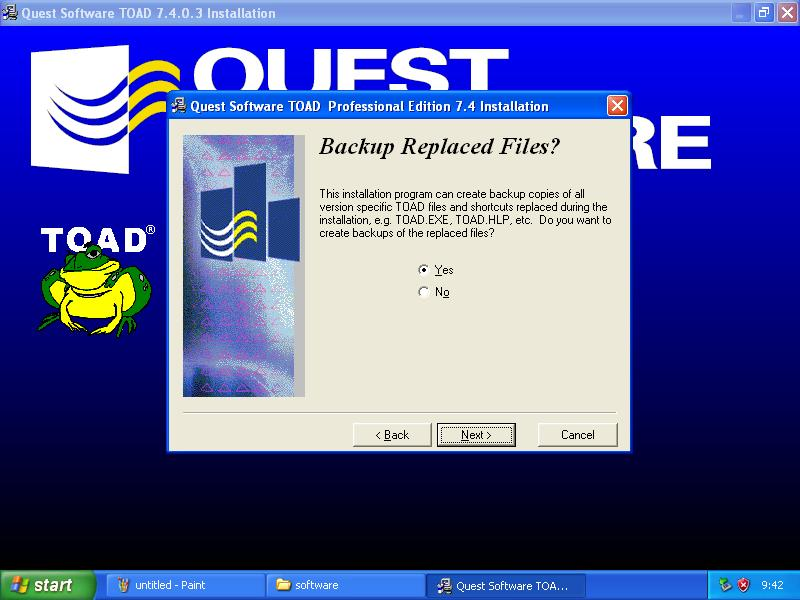 Quest Software TOAD 7.4.0.3 Installation
QUEST
RE
Quest Software TOAD  Professional Edition 7.4 Installation
Backup Replaced Files?
This installation program can create backup copies of all
version specific TOAD files and shortcuts replaced during the
installation, e.g. TOAD.EXE, TOAD.HLP, etc.  Do you want to
create backups of the replaced files?
Yes
No
TOAD®
< Back
Next >
Cancel
start
untitled - Paint
software
Quest Software TOA...
9:42